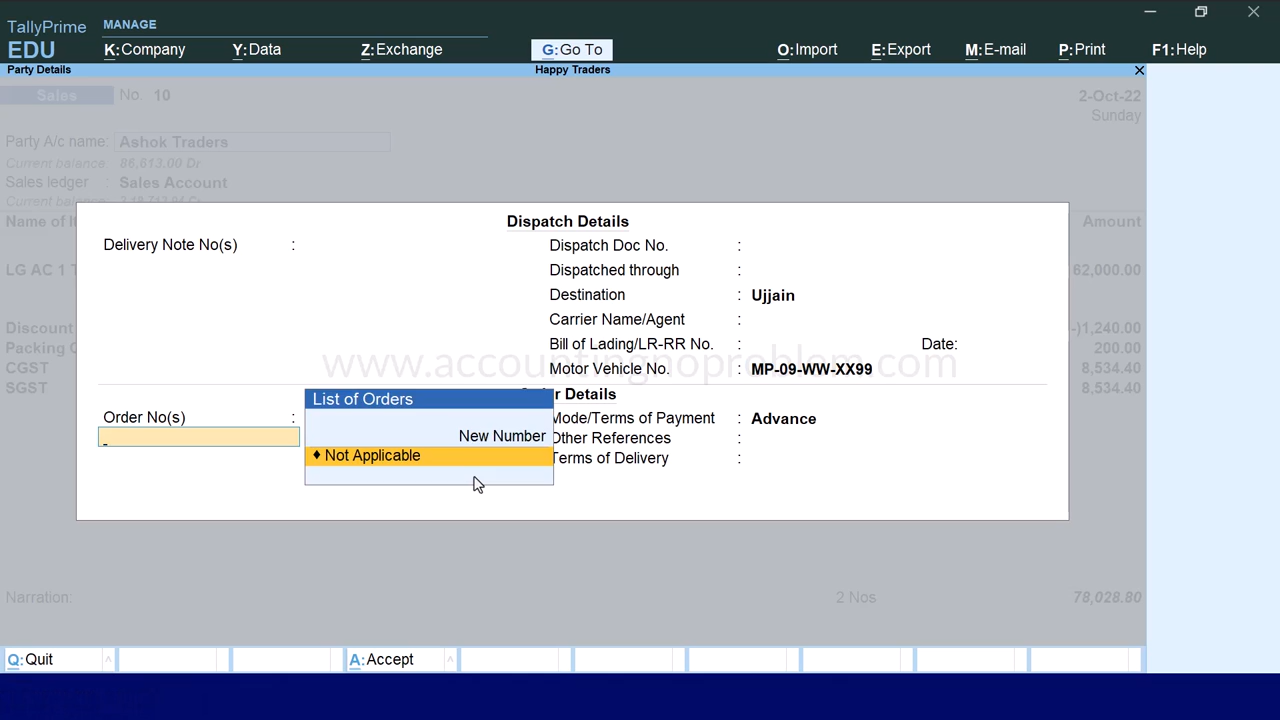 TallyPrime
EDU
MANAGE
K:Company Y:Data Z:Exchange G:Go To O:Import E:Export M:E-mail P:Print F1:Help
Party Details Happy Traders
Sales No. 10 2-Oct-22
Sunday
Party A/c name: Ashok Traders
Current balance: 86,813.00 Dr
Sales ledger : Sales Account
Current balance:
Name of Amount
Dispatch Details
Delivery Note No(s) : Dispatch Doc No. :
LG AC 1 Dispatched through : 62,000.00
Destination : Ujjain
Carrier Name/Agent :
Discount -)1,240.00
Bill of Lading/LR-RR No. : Date:
Packing 200.00
www.accountingnoproblem.com
CGST Motor Vehicle No. : MP-09-WW-XX99 8,534.40
SGST 8,534.40
Details
List of Orders
Order No(s) : Mode/Terms of Payment : Advance
New Number Other References :
♦ Not Applicable Terms of Delivery :
Narration: 2 Nos 78,028.80
Q:Quit A:Accept